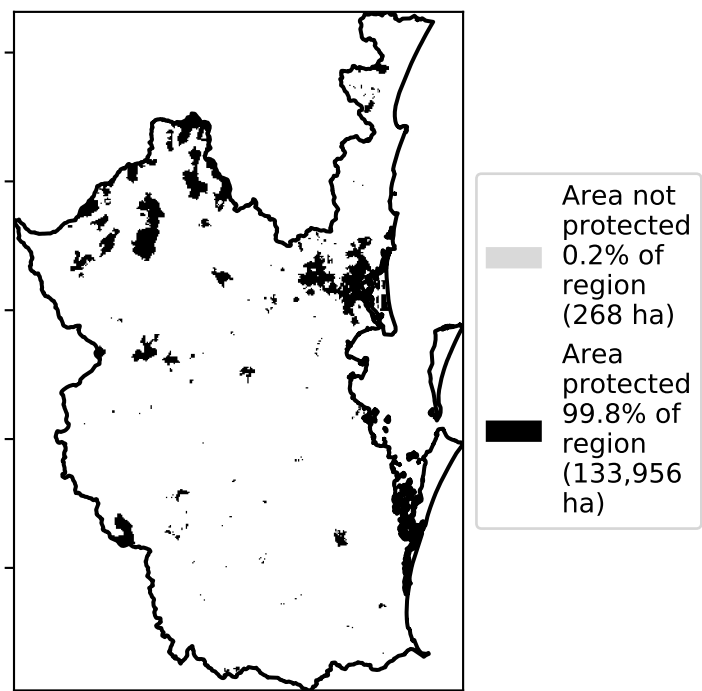 Area not
protected
0.2% of
region
(268 ha)
Area
protected
99.8% of
region
(133,956
ha)